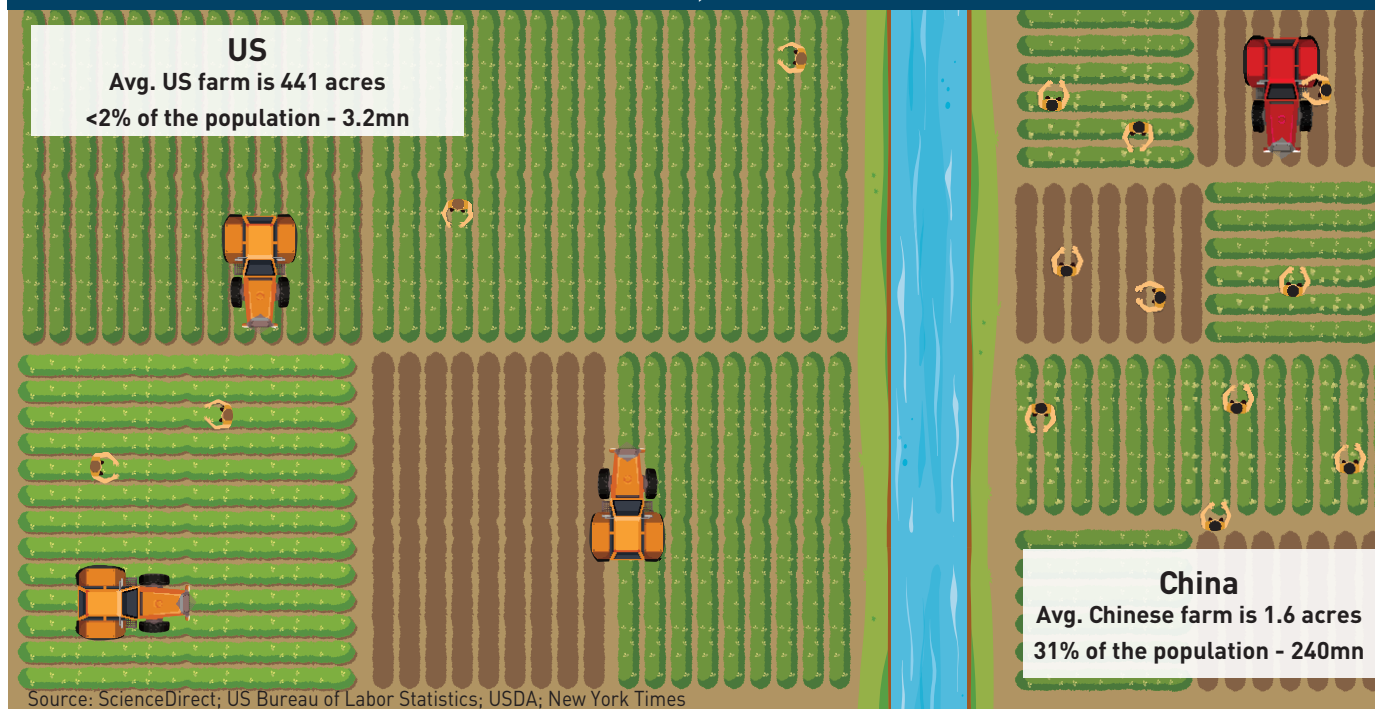 US
Avg. US farm is 441 acres
<2% of the population - 3.2mn
China
Avg. Chinese farm is 1.6 acres
31% of the population - 240mn
Source: ScienceDirect; US Bureau of Labor Statistics; USDA; New York Times